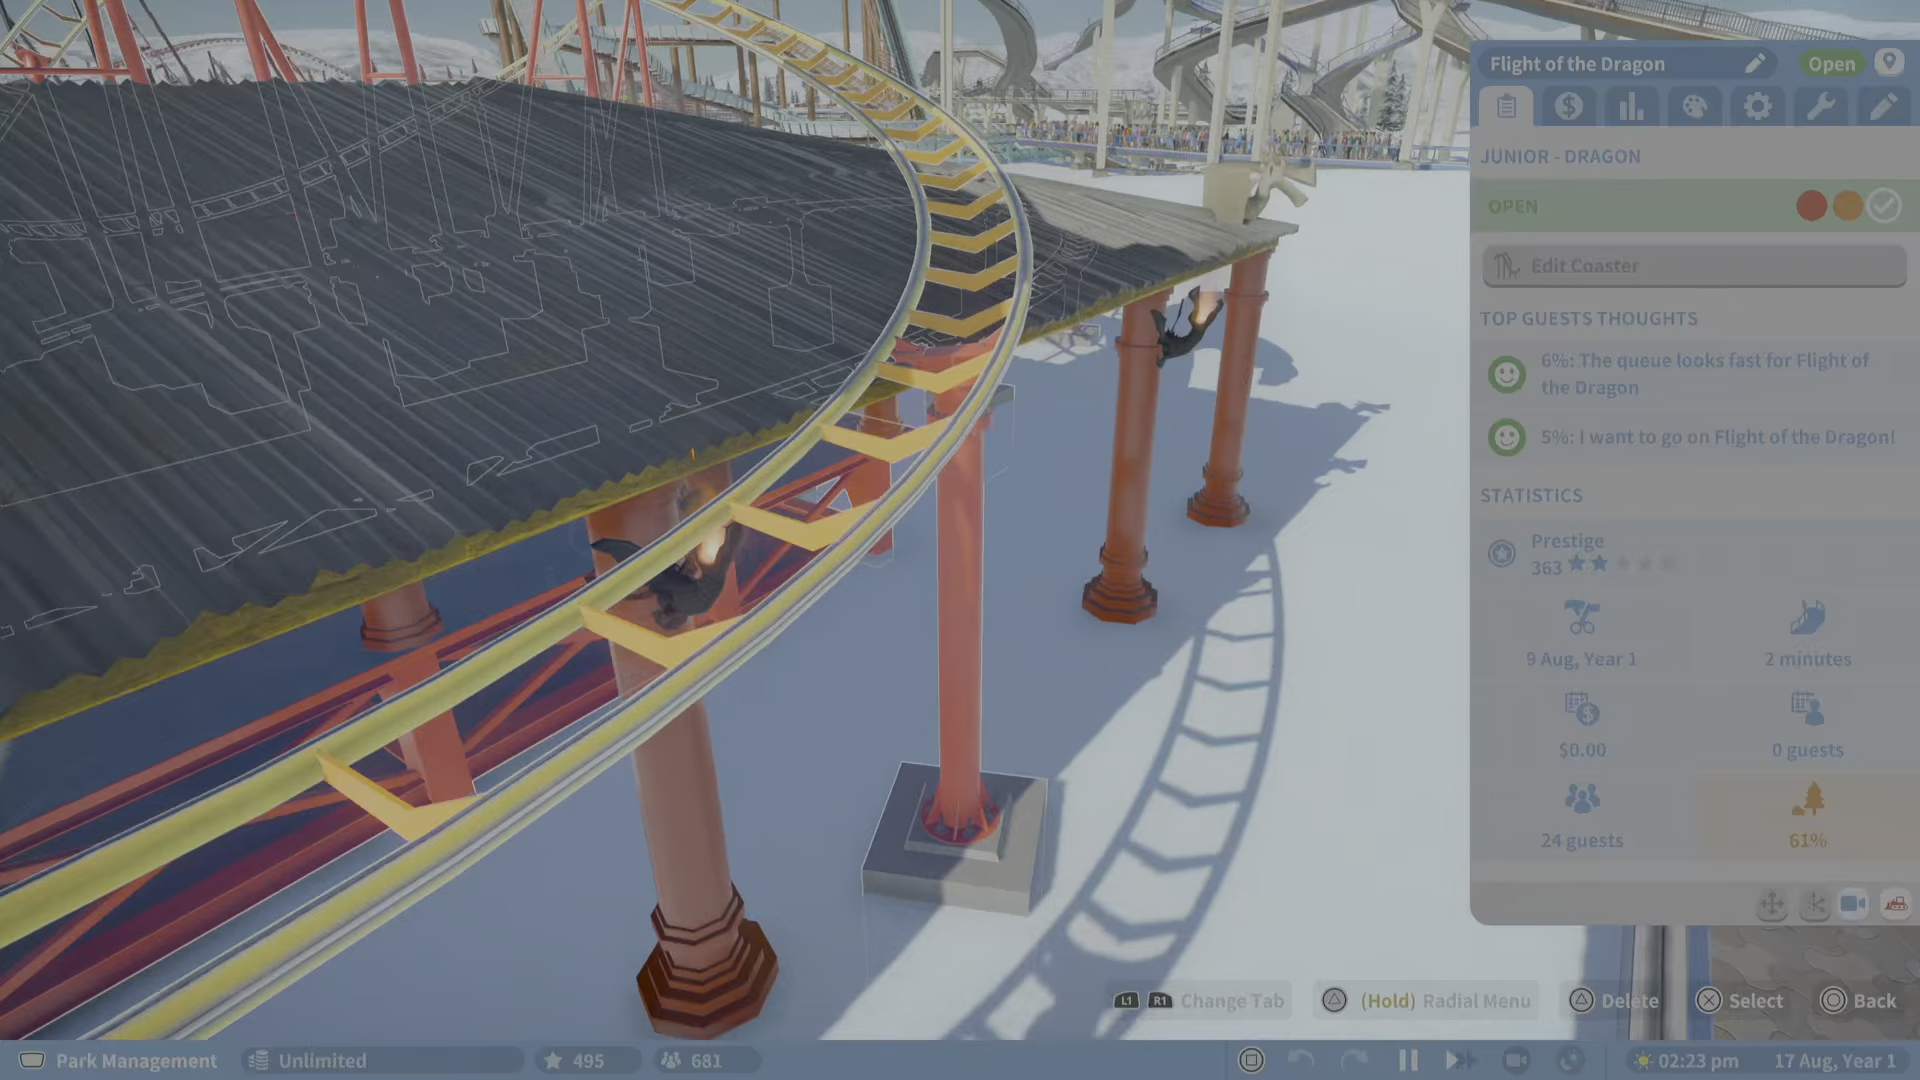 Flight of the Dragon
Open
JUNIOR - DRAGON
OPEN
Edit Coaster
TOP GUESTS THOUGHTS
6%: The queue looks fast for Flight of
the Dragon
5%: I want to go on Flight of the Dragon!
STATISTICS
Prestige
363
9 Aug, Year 1
2 minutes
$0.00
0 guests
24 guests
61%
L1 R1 Change Tab
(Hold) Radial Menu
Delete
Select
Back
Park Management
Unlimited
495
681
02:23 pm
17 Aug, Year 1